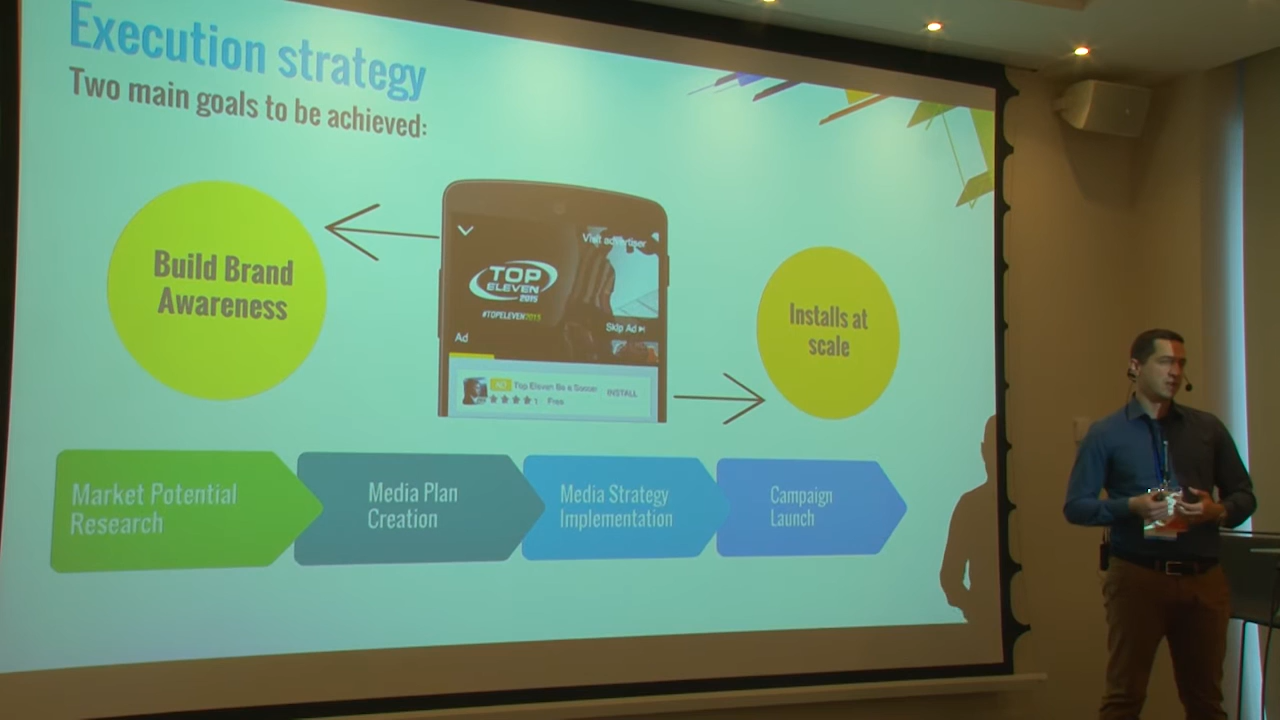 Execution strategy
Two main goals to be achieved:
Build Brand
Awareness
Visit advertiser
TOP
ELEVEN
2015
#TOPELEVEN2015
Skip Ad
Ad
Top Eleven Be a Soccer
INSTALL
Free
Installs at
scale
Market Potential
Research
Media Plan
Creation
Media Strategy
Implementation
Campaign
Launch